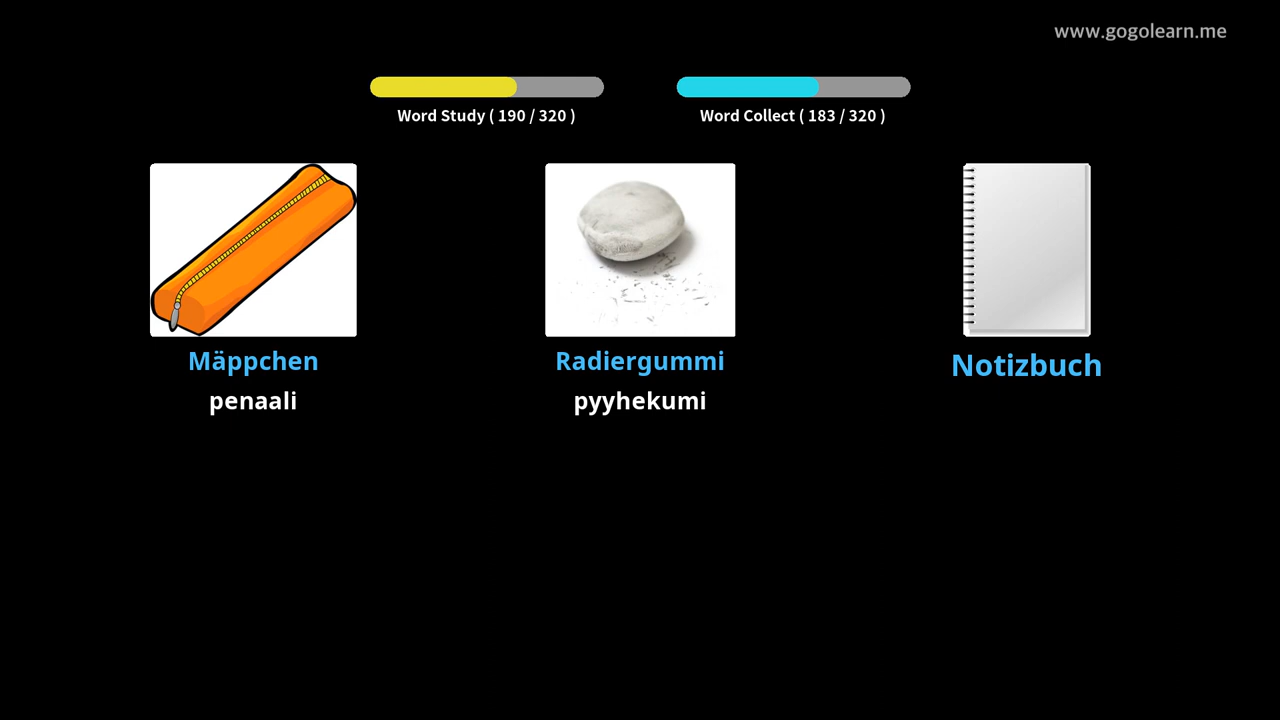 www.gogolearn.me
Word Study ( 190 / 320 )
Word Collect ( 183 / 320 )
Mäppchen
penaali
Radiergummi
pyyhekumi
Notizbuch